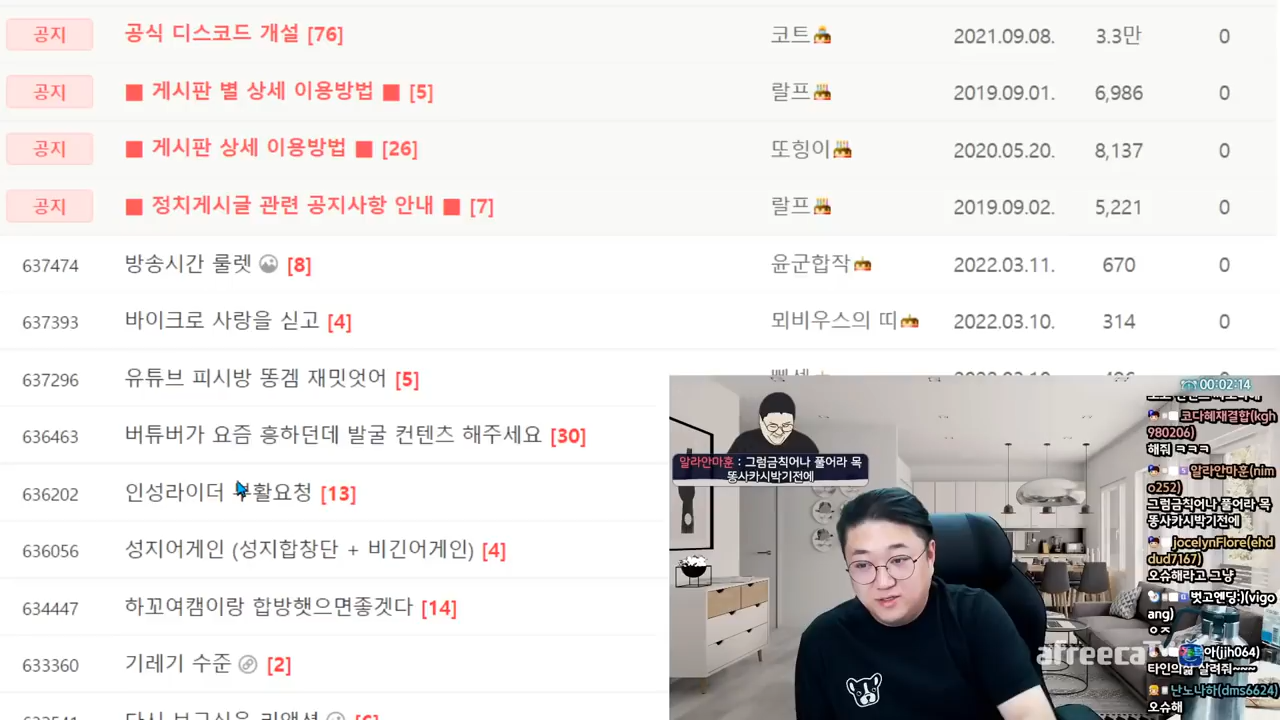 공지 공식 디스코드 개설 [76] 코트 2021.09.08. 3.3만 0
공지 ■ 게시판 별 상세 이용방법 ■ [5] 랄프 2019.09.01. 6,986 0
공지 ■ 게시판 상세 이용방법 ■ [26] 또힝이 2020.05.20. 8,137 0
공지 ■ 정치게시글 관련 공지사항 안내 ■ [7] 랄프 2019.09.02. 5,221 0
637474 방송시간 룰렛 [8] 윤군합작 2022.03.11. 670 0
637393 바이크로 사랑을 싣고 [4] 뫼비우스의 띠 2022.03.10. 314 0
637296 유튜브 피시방 똥겜 재밋엇어 [5]
636463 버튜버가 요즘 흥하던데 발굴 컨텐츠 해주세요 [30]
636202 인성라이더 부활요청 [13]
636056 성지어게인 (성지합창단 + 비긴어게인) [4]
634447 하꼬여캠이랑 합방햇으면좋겟다 [14]
633360 기레기 수준 [2]
00:02:14
알라안마훈 : 그럼금칙어나 풀어라 목
똥사카시박기전에
코다혜재결합(kgh
980206)
해줘 ㅋㅋㅋ
알라안마훈(nim
o252)
그럼금칙어나 풀어라 목
똥사카시박기전에
jocelynFlore(ehd
dud7167)
오슈해라고 그냥
벗고엔딩:)(vigo
ang)
ㅇㅈ
아(jih064)
타인의삶 살려줘~~~
난노나하(dms6624)
오슈해
afreecaTV